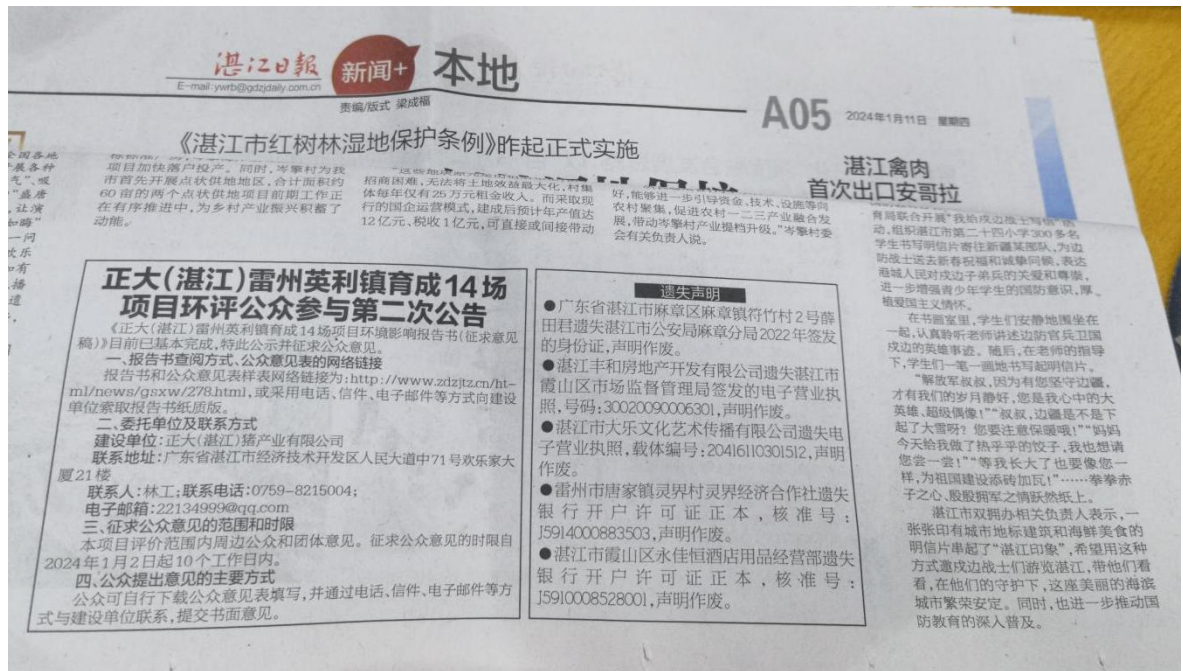 湛江日報
E-mail:ywrb@gdzjdaily.com.cn
新闻+
本地
责编/版式 梁成福
A05
2024年1月11日 星期四
《湛江市红树林湿地保护条例》昨起正式实施
湛江禽肉
首次出口安哥拉
项目加快落户投产。同时,岑擎村为我
市首先开展点状供地地区,合计面积约
60亩的两个点状供地项目前期工作正
在有序推进中,为乡村产业振兴积蓄了
动能。
招商困难,无法将土地效益最大化,村集
体每年仅有25万元租金收入。而采取现
行的国企运营模式,建成后预计年产值达
12亿元、税收1亿元,可直接或间接带动
好,能够进一步引导资金、技术、设施等向
农村聚集,促进农村一二三产业融合发
展,带动岑擎村产业提档升级。”岑擎村委
会有关负责人说。
正大(湛江)雷州英利镇育成14场
项目环评公众参与第二次公告
《正大(湛江)雷州英利镇育成14场项目环境影响报告书(征求意见
稿)》目前已基本完成,特此公示并征求公众意见。
一、报告书查阅方式、公众意见表的网络链接
报告书和公众意见表样表网络链接为:http://www.zdzjtz.cn/ht-
ml/news/gsxw/278.html,或采用电话、信件、电子邮件等方式向建设
单位索取报告书纸质版。
二、委托单位及联系方式
建设单位:正大(湛江)猪产业有限公司
联系地址:广东省湛江市经济技术开发区人民大道中71号欢乐家大
厦21楼
联系人:林工;联系电话:0759-8215004;
电子邮箱:22134999@qq.com
三、征求公众意见的范围和时限
本项目评价范围内周边公众和团体意见。征求公众意见的时限自
2024年1月2日起10个工作日内。
四、公众提出意见的主要方式
公众可自行下载公众意见表填写,并通过电话、信件、电子邮件等方
式与建设单位联系,提交书面意见。
遗失声明
●广东省湛江市麻章区麻章镇符竹村2号薛
田君遗失湛江市公安局麻章分局2022年签发
的身份证,声明作废。
●湛江丰和房地产开发有限公司遗失湛江市
霞山区市场监督管理局签发的电子营业执
照,号码:30020090006301,声明作废。
●湛江市大乐文化艺术传播有限公司遗失电
子营业执照,载体编号:20416110301512,声明
作废。
●雷州市唐家镇灵界村灵界经济合作社遗失
银行开户许可证正本,核准号:
J5914000883503,声明作废。
●湛江市霞山区永佳恒酒店用品经营部遗失
银行开户许可证正本,核准号:
J5910008528001,声明作废。
育局联合开展“我给戍边战士写信”活
动,组织湛江市第二十四小学300多名
学生书写明信片寄往新疆某部队,为边
防战士送去新春祝福和诚挚问候,表达
港城人民对戍边子弟兵的关爱和尊崇,
进一步增强青少年学生的国防意识,厚
植爱国主义情怀。
在书画室里,学生们安静地围坐在
一起,认真聆听老师讲述边防官兵卫国
戍边的英雄事迹。随后,在老师的指导
下,学生们一笔一画地书写起明信片。
“解放军叔叔,因为有您坚守边疆,
才有我们的岁月静好,您是我心中的大
英雄、超级偶像!”“叔叔,边疆是不是下
起了大雪呀?您要注意保暖哦!”“妈妈
今天给我做了热乎乎的饺子,我也想请
您尝一尝!”“等我长大了也要像您一
样,为祖国建设添砖加瓦!”……拳拳赤
子之心、殷殷拥军之情跃然纸上。
湛江市双拥办相关负责人表示,一
张张印有城市地标建筑和海鲜美食的
明信片串起了“湛江印象”,希望用这种
方式邀戍边战士们游览湛江,带他们看
看,在他们的守护下,这座美丽的海滨
城市繁荣安定。同时,也进一步推动国
防教育的深入普及。